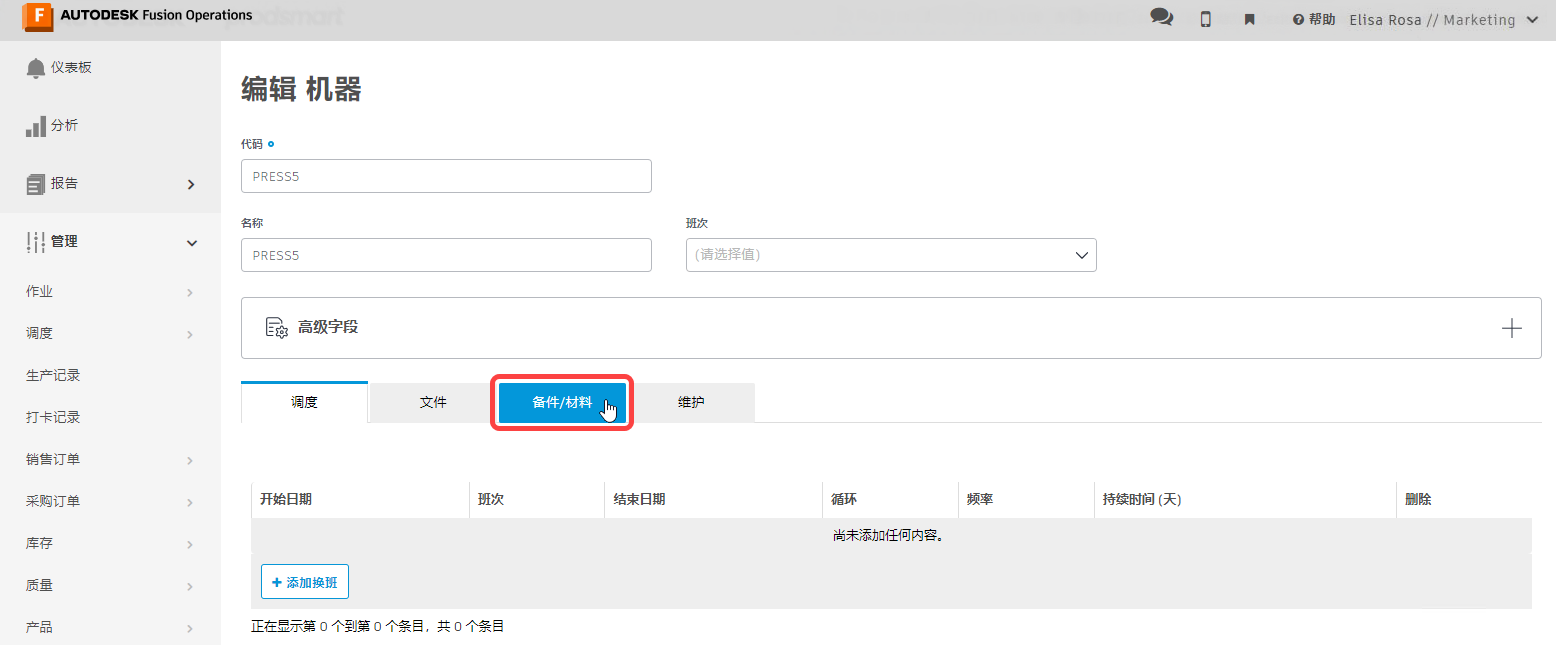 AUTODESK Fusion Operations
帮助 Elisa Rosa // Marketing
仪表板
分析
报告
管理
作业
调度
生产记录
打卡记录
销售订单
采购订单
库存
质量
产品
编辑 机器
代码
PRESS5
名称 班次
PRESS5 (请选择值)
高级字段
调度 文件 备件/材料 维护
开始日期 班次 结束日期 循环 频率 持续时间 (天) 删除
尚未添加任何内容。
+ 添加换班
正在显示第 0 个到第 0 个条目，共 0 个条目